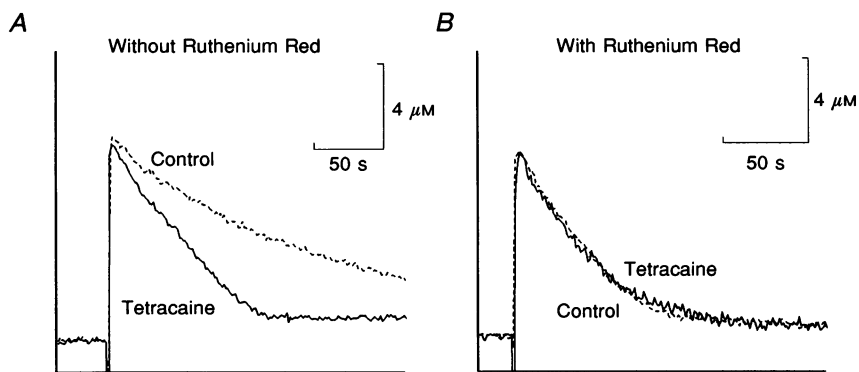 A
Without Ruthenium Red
4 μM
50 s
Control
Tetracaine
B
With Ruthenium Red
4 μM
50 s
Tetracaine
Control